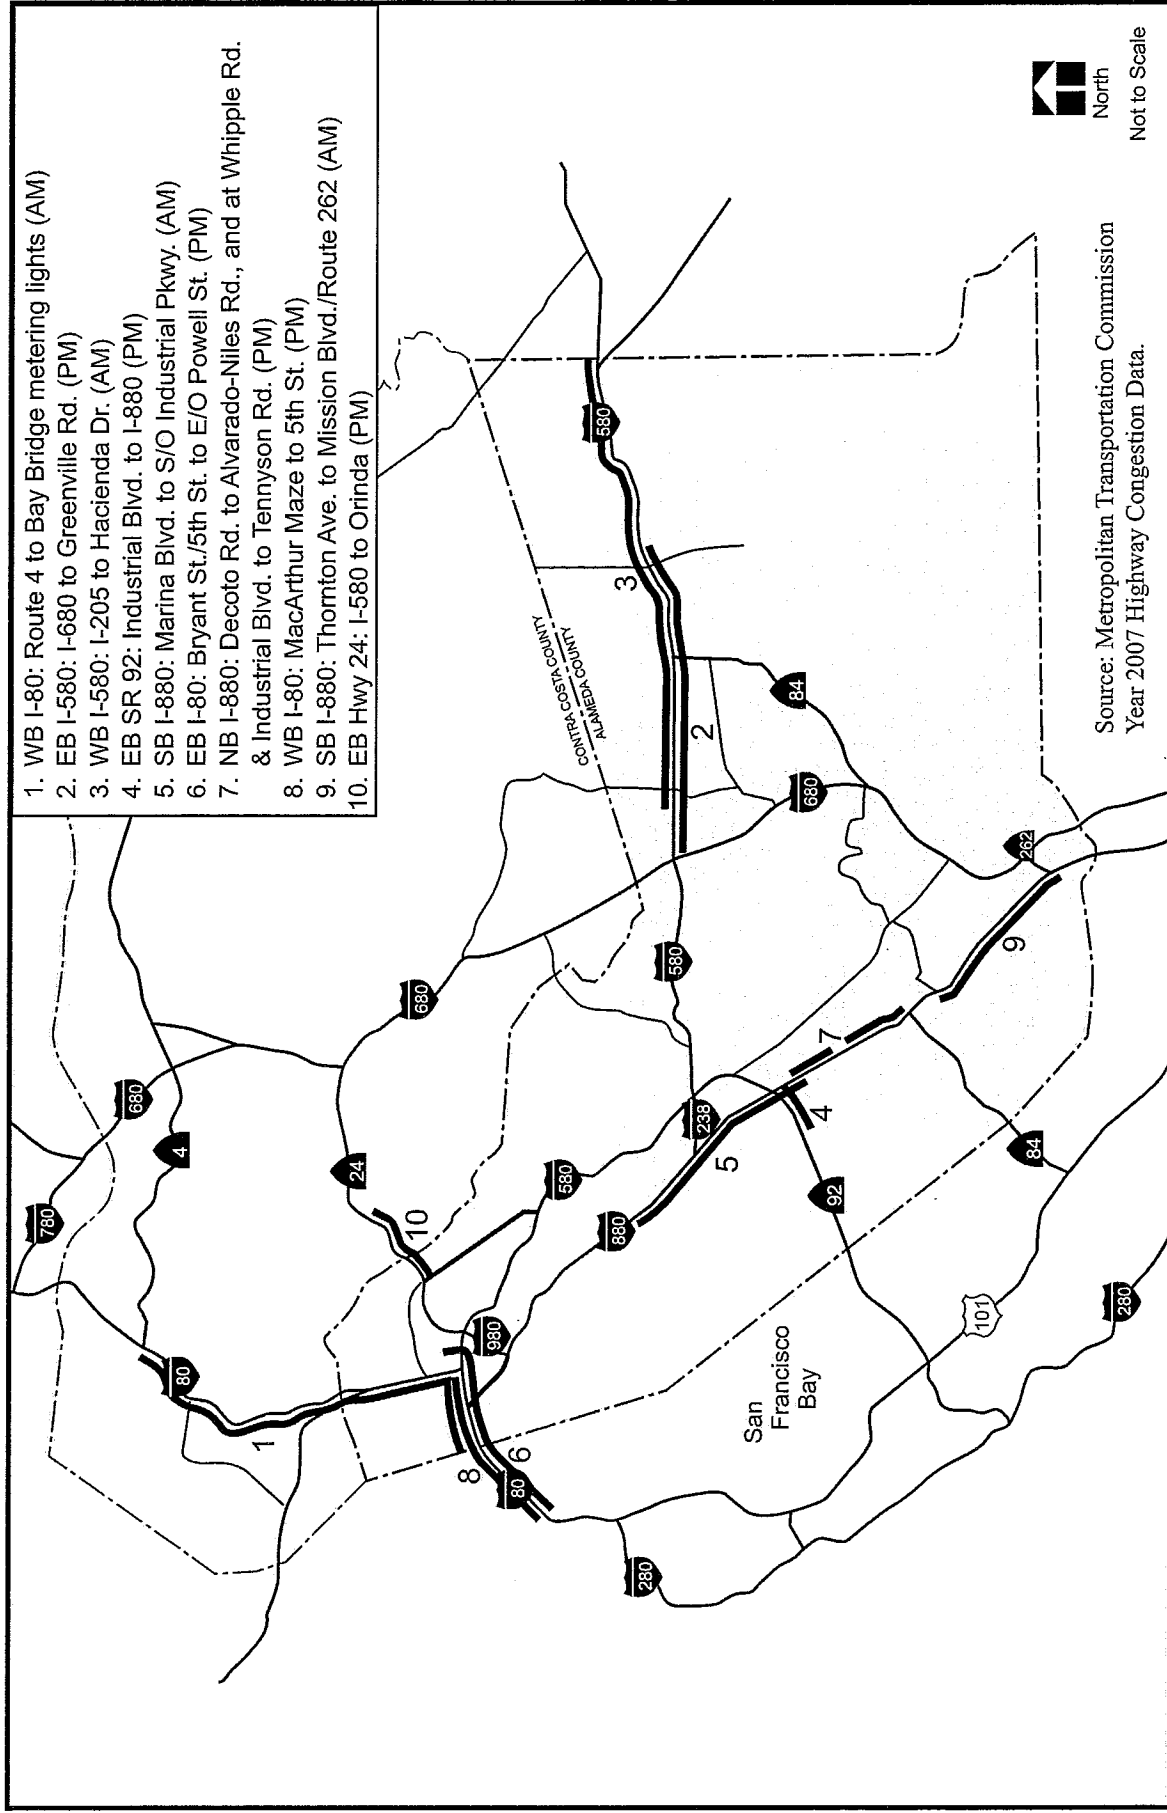 1. WB I-80: Route 4 to Bay Bridge metering lights (AM)
2. EB I-580: I-680 to Greenville Rd. (PM)
3. WB I-580: I-205 to Hacienda Dr. (AM)
4. EB SR 92: Industrial Blvd. to I-880 (PM)
5. SB I-880: Marina Blvd. to S/O Industrial Pkwy. (AM)
6. EB I-80: Bryant St./5th St. to E/O Powell St. (PM)
7. NB I-880: Decoto Rd. to Alvarado-Niles Rd., and at Whipple Rd.
& Industrial Blvd. to Tennyson Rd. (PM)
8. WB I-80: MacArthur Maze to 5th St. (PM)
9. SB I-880: Thornton Ave. to Mission Blvd./Route 262 (AM)
10. EB Hwy 24: I-580 to Orinda (PM)
780
680
4
80
1
680
24
10
CONTRA COSTA COUNTY
ALAMEDA COUNTY
580
3
2
980
580
8
6
80
880
238
580
680
84
5
7
4
280
92
9
262
San
Francisco
Bay
101
84
280
North
Not to Scale
Source: Metropolitan Transportation Commission
Year 2007 Highway Congestion Data.